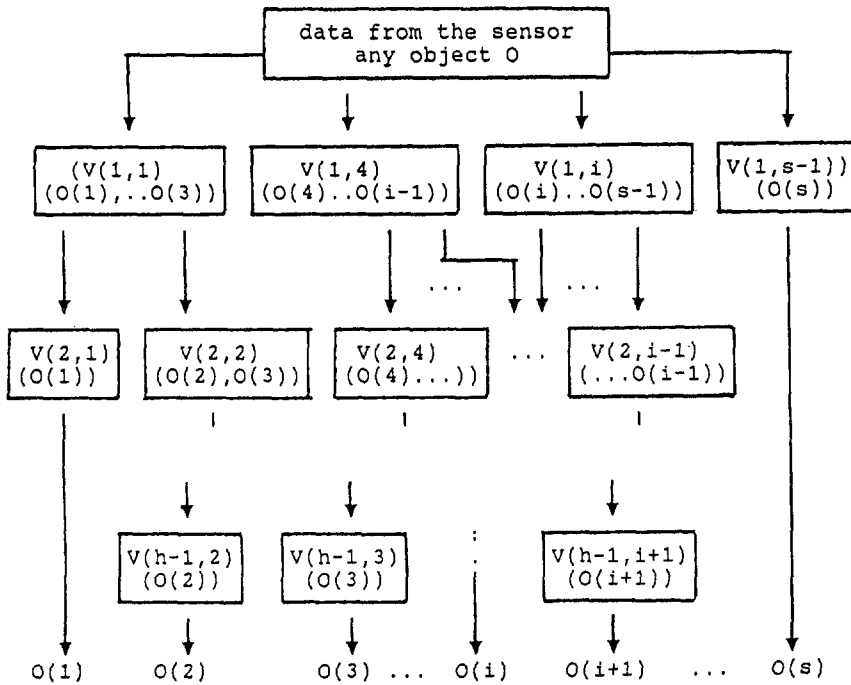 data from the sensor
any object O
(V(1,1)
(O(1),..O(3))
V(1,4)
(O(4)..O(i-1))
V(1,i)
(O(i)..O(s-1))
V(1,s-1))
(O(s))
... ...
V(2,1)
(O(1))
V(2,2)
(O(2),O(3))
V(2,4)
(O(4)...))
...
V(2,i-1)
(...O(i-1))
V(h-1,2)
(O(2))
V(h-1,3)
(O(3))
V(h-1,i+1)
(O(i+1))
O(1) O(2) O(3) ... O(i) O(i+1) ... O(s)